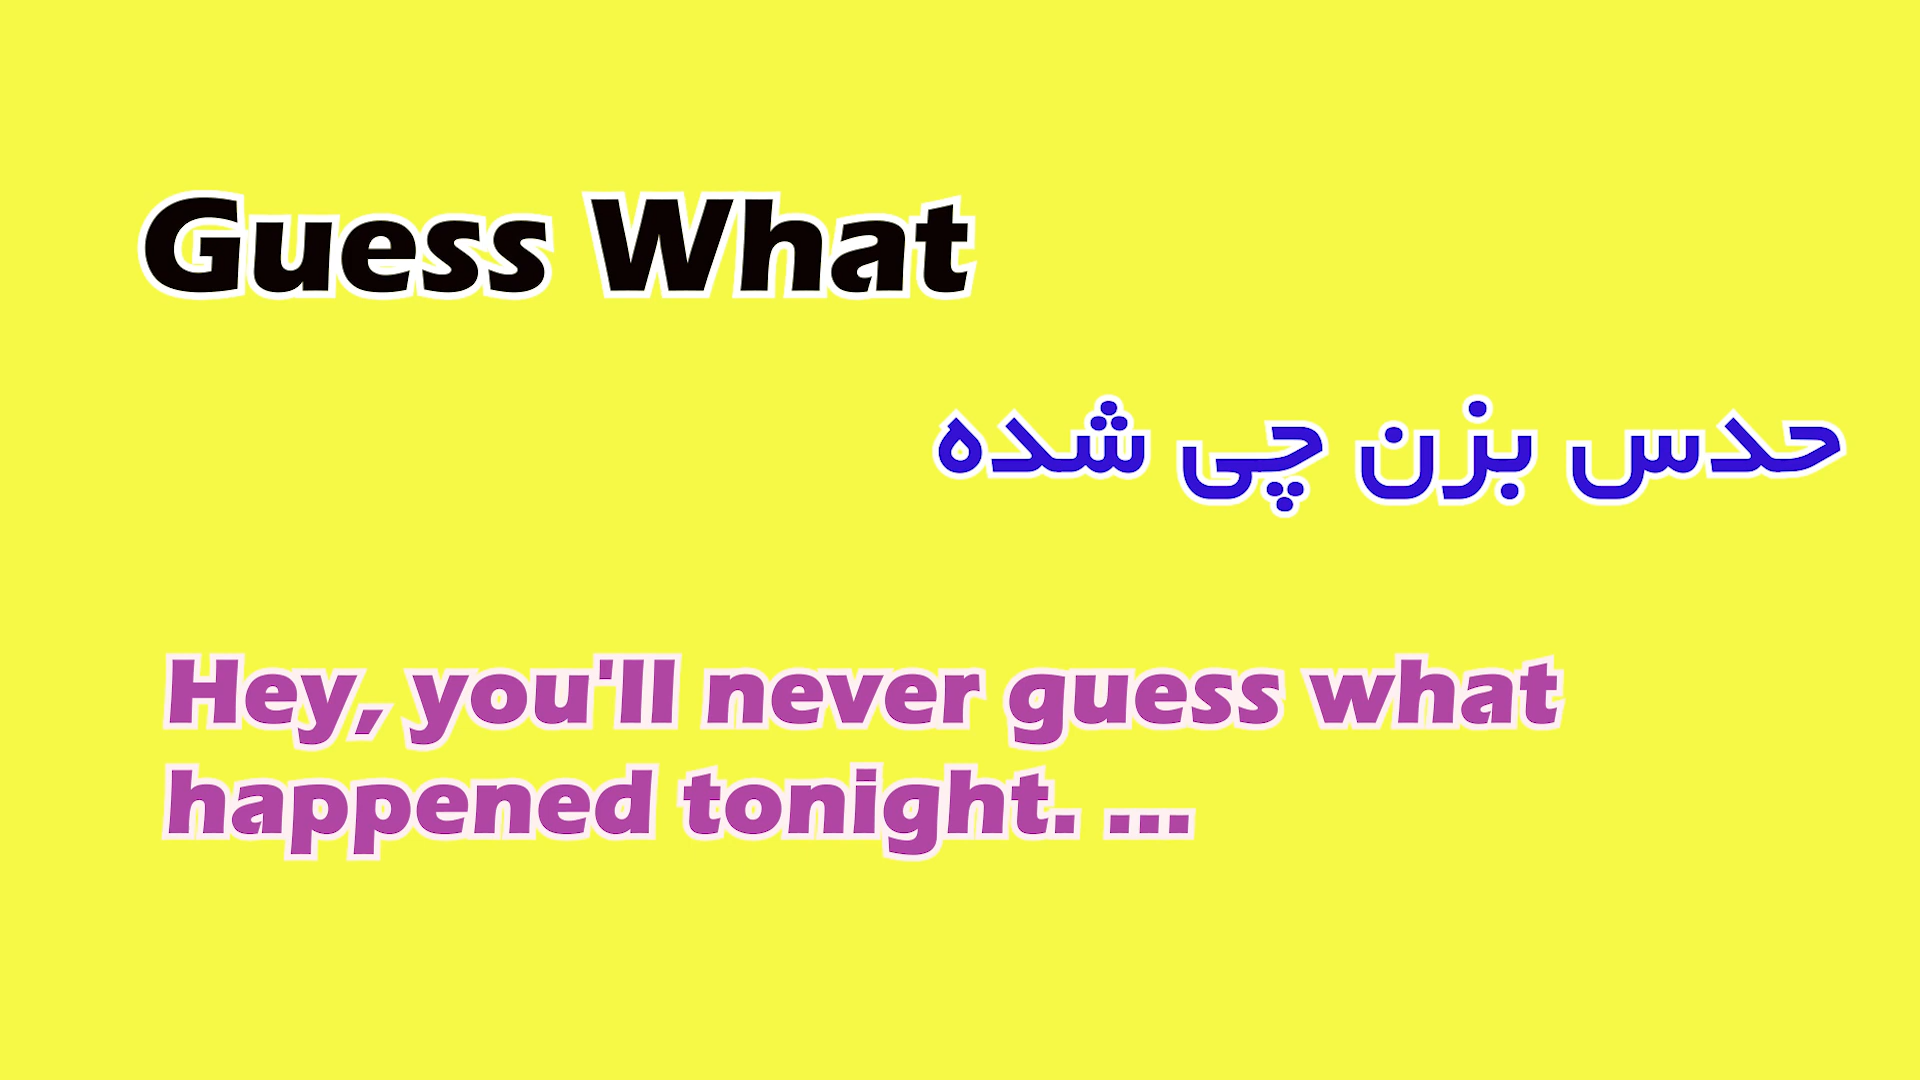 Guess What
حدس بزن چی شده
Hey, you'll never guess what
happened tonight. ...